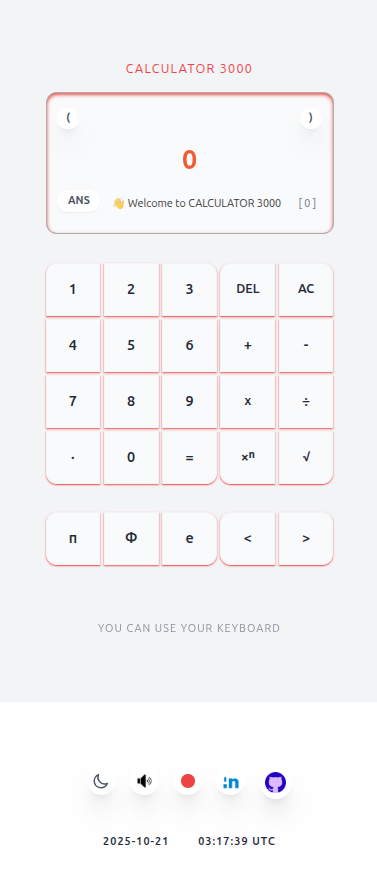 CALCULATOR 3000
( )
0
ANS 👋 Welcome to CALCULATOR 3000 [ 0 ]
1 2 3 DEL AC
4 5 6 + -
7 8 9 x ÷
. 0 = ×ⁿ √
π Φ e < >
YOU CAN USE YOUR KEYBOARD
in
2025-10-21 03:17:39 UTC